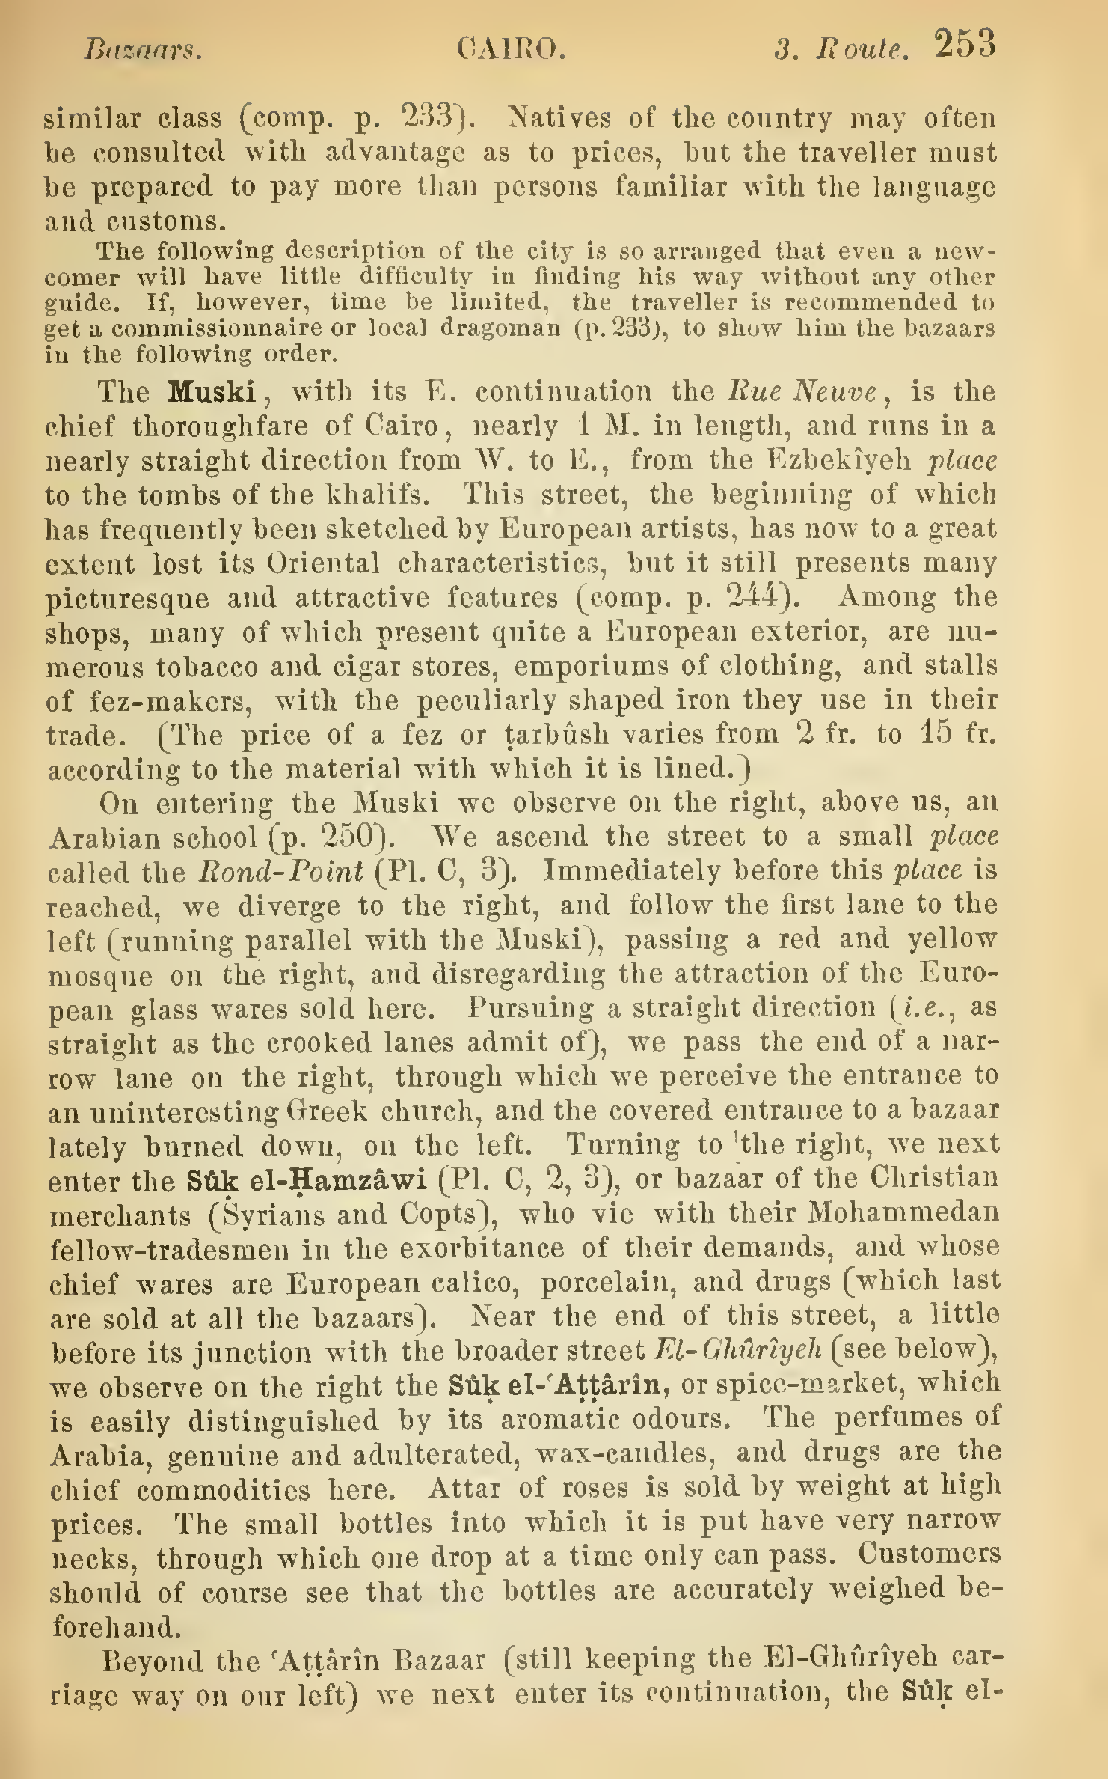 Bazaars. CAIRO. 3. Route. 253
similar class (comp. p. 233). Natives of the country may often
be consulted with advantage as to prices, but the traveller must
be prepared to pay more than persons familiar with the language
and customs.
The following description of the city is so arranged that even a new-
comer will have little difficulty in finding his way without any other
guide. If, however, time be limited, the traveller is recommended to
get a commissionnaire or local dragoman (p. 233), to show him the bazaars
in the following order.
The Muski, with its E. continuation the Rue Neuve, is the
chief thoroughfare of Cairo, nearly 1 M. in length, and runs in a
nearly straight direction from W. to E., from the Ezbekîyeh place
to the tombs of the khalifs. This street, the beginning of which
has frequently been sketched by European artists, has now to a great
extent lost its Oriental characteristics, but it still presents many
picturesque and attractive features (comp. p. 244). Among the
shops, many of which present quite a European exterior, are nu-
merous tobacco and cigar stores, emporiums of clothing, and stalls
of fez-makers, with the peculiarly shaped iron they use in their
trade. (The price of a fez or ṭarbûsh varies from 2 fr. to 15 fr.
according to the material with which it is lined.)
On entering the Muski we observe on the right, above us, an
Arabian school (p. 250). We ascend the street to a small place
called the Rond-Point (Pl. C, 3). Immediately before this place is
reached, we diverge to the right, and follow the first lane to the
left (running parallel with the Muski), passing a red and yellow
mosque on the right, and disregarding the attraction of the Euro-
pean glass wares sold here. Pursuing a straight direction (i.e., as
straight as the crooked lanes admit of), we pass the end of a nar-
row lane on the right, through which we perceive the entrance to
an uninteresting Greek church, and the covered entrance to a bazaar
lately burned down, on the left. Turning to 'the right, we next
enter the Sûḳ el-Ḥamzâwi (Pl. C, 2, 3), or bazaar of the Christian
merchants (Syrians and Copts), who vie with their Mohammedan
fellow-tradesmen in the exorbitance of their demands, and whose
chief wares are European calico, porcelain, and drugs (which last
are sold at all the bazaars). Near the end of this street, a little
before its junction with the broader street El-Ghûrîyeh (see below),
we observe on the right the Sûḳ el-ʿAṭṭârîn, or spice-market, which
is easily distinguished by its aromatic odours. The perfumes of
Arabia, genuine and adulterated, wax-candles, and drugs are the
chief commodities here. Attar of roses is sold by weight at high
prices. The small bottles into which it is put have very narrow
necks, through which one drop at a time only can pass. Customers
should of course see that the bottles are accurately weighed be-
forehand.
Beyond the ʿAṭṭârîn Bazaar (still keeping the El-Ghûrîyeh car-
riage way on our left) we next enter its continuation, the Sûḳ el-